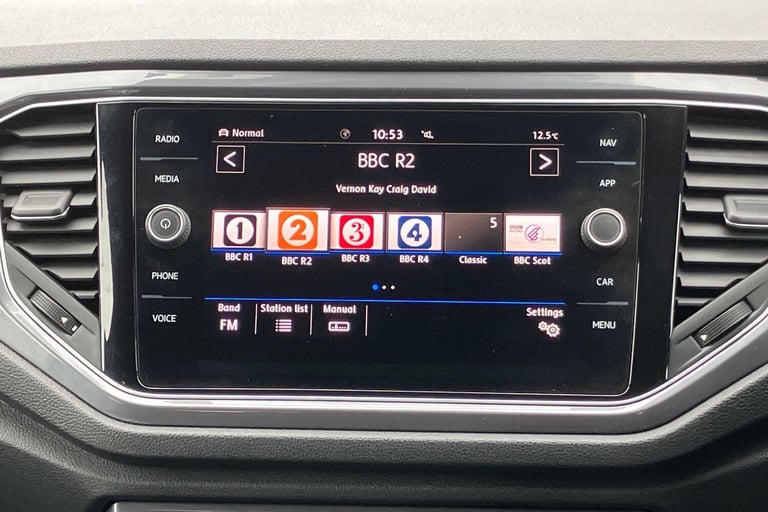 RADIO
MEDIA
PHONE
VOICE
Normal
10:53
12.5°C
<
BBC R2
>
Vernon Kay Craig David
1
2
3
4
5
BBC R1
BBC R2
BBC R3
BBC R4
Classic
BBC Scot
Band
FM
Station list
Manual
Settings
NAV
APP
CAR
MENU